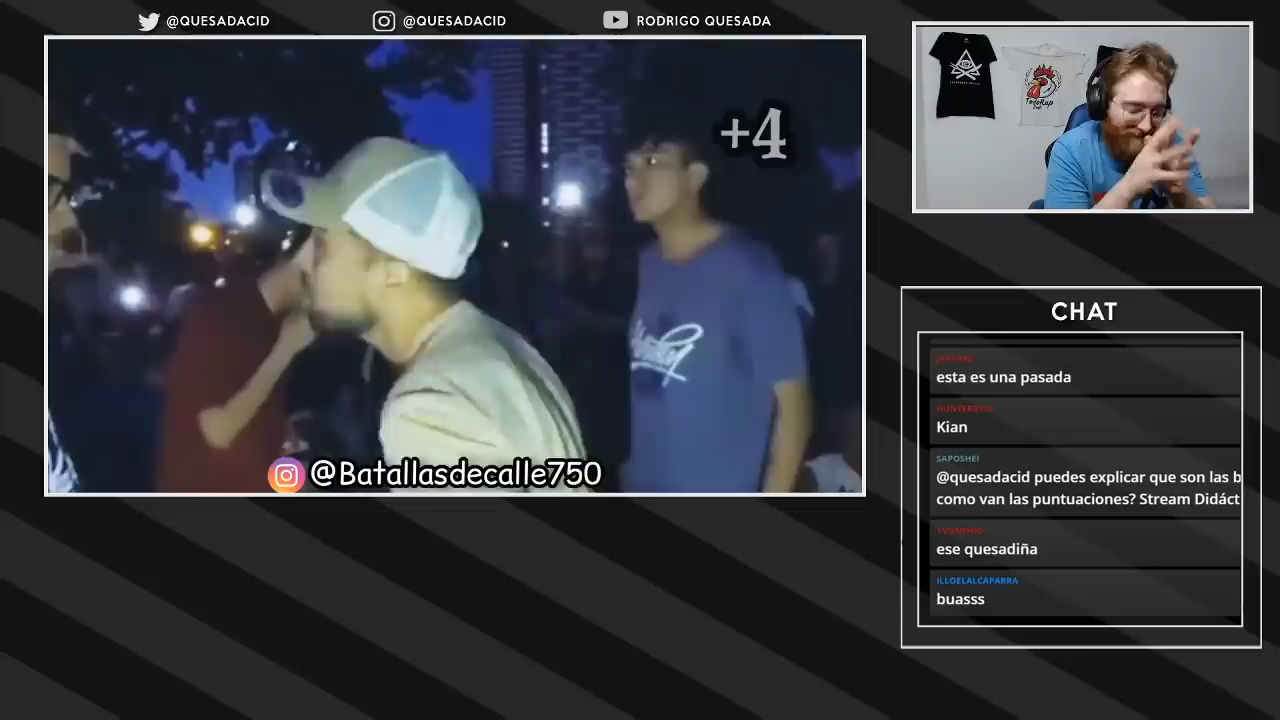 @QUESADACID
@QUESADACID
RODRIGO QUESADA
+4
TodoRap
@Batallasdecalle750
CHAT
esta es una pasada
Kian
SAPOSHEI
@quesadacid puedes explicar que son las b
como van las puntuaciones? Stream Didáct
ese quesadiña
ILLOELALCAPARRA
buasss